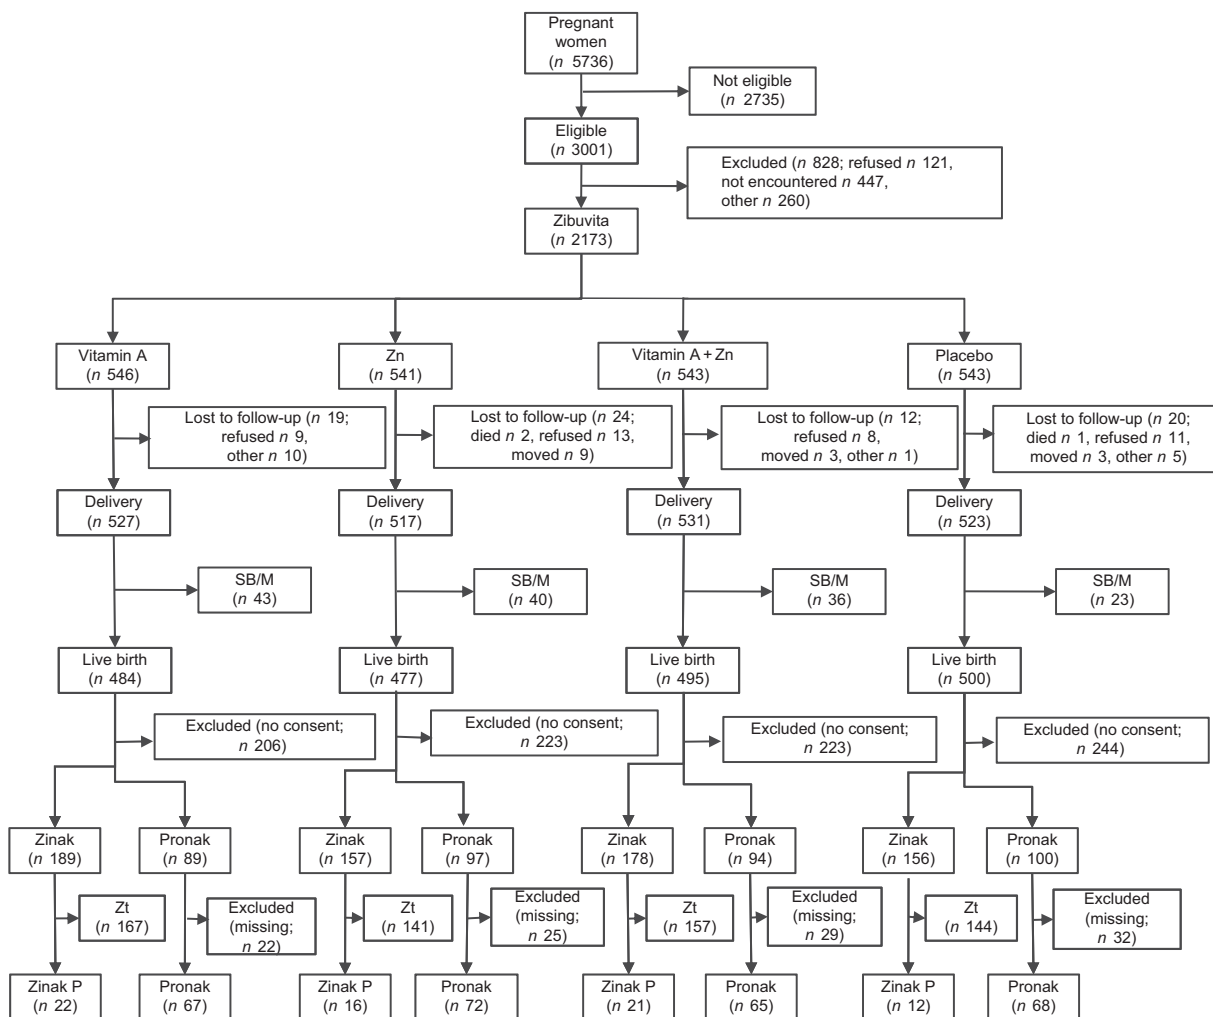 Pregnant
women
(n 5736)
Not eligible
(n 2735)
Eligible
(n 3001)
Excluded (n 828; refused n 121,
not encountered n 447,
other n 260)
Zibuvita
(n 2173)
Vitamin A
(n 546)
Zn
(n 541)
Vitamin A + Zn
(n 543)
Placebo
(n 543)
Lost to follow-up (n 19;
refused n 9,
other n 10)
Lost to follow-up (n 24;
died n 2, refused n 13,
moved n 9)
Lost to follow-up (n 12;
refused n 8,
moved n 3, other n 1)
Lost to follow-up (n 20;
died n 1, refused n 11,
moved n 3, other n 5)
Delivery
(n 527)
Delivery
(n 517)
Delivery
(n 531)
Delivery
(n 523)
SB/M
(n 43)
SB/M
(n 40)
SB/M
(n 36)
SB/M
(n 23)
Live birth
(n 484)
Live birth
(n 477)
Live birth
(n 495)
Live birth
(n 500)
Excluded (no consent;
n 206)
Excluded (no consent;
n 223)
Excluded (no consent;
n 223)
Excluded (no consent;
n 244)
Zinak
(n 189)
Pronak
(n 89)
Zinak
(n 157)
Pronak
(n 97)
Zinak
(n 178)
Pronak
(n 94)
Zinak
(n 156)
Pronak
(n 100)
Zt
(n 167)
Excluded
(missing;
n 22)
Zt
(n 141)
Excluded
(missing;
n 25)
Zt
(n 157)
Excluded
(missing;
n 29)
Zt
(n 144)
Excluded
(missing;
n 32)
Zinak P
(n 22)
Pronak
(n 67)
Zinak P
(n 16)
Pronak
(n 72)
Zinak P
(n 21)
Pronak
(n 65)
Zinak P
(n 12)
Pronak
(n 68)